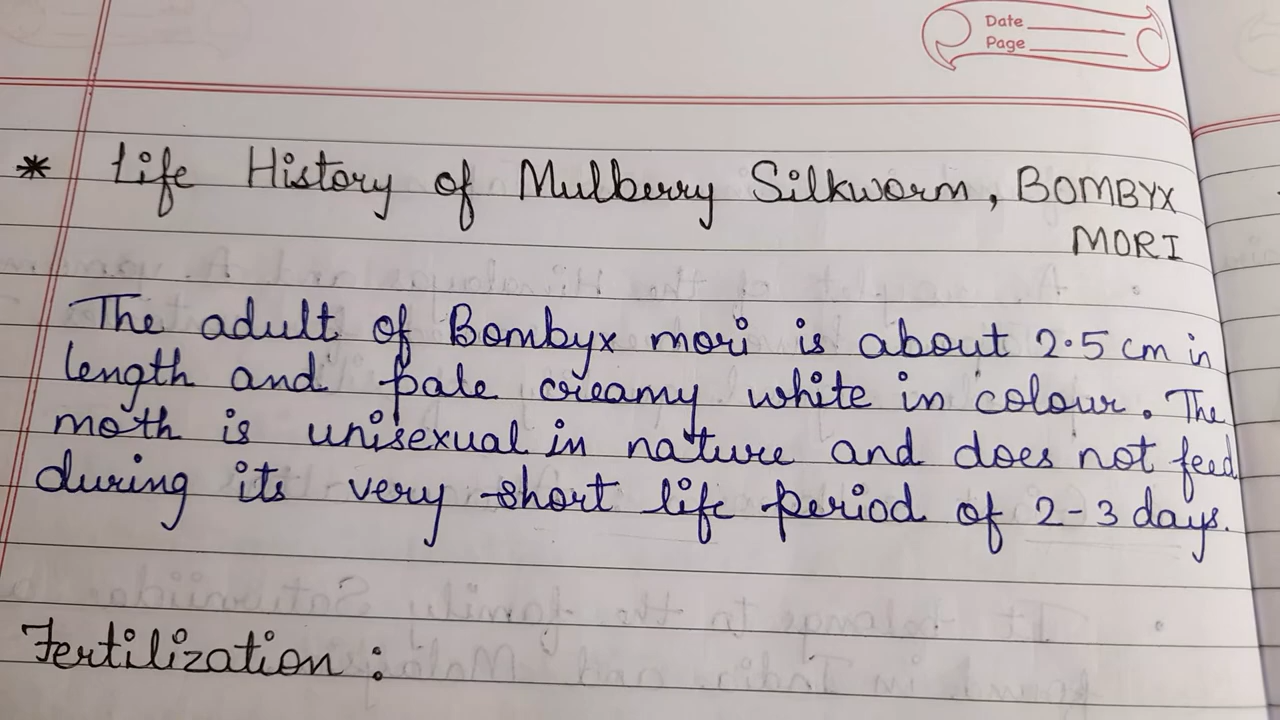 Date
Page
* Life History of Mulberry Silkworm, BOMBYX
MORI
The adult of Bombyx mori is about 2.5 cm in
length and pale creamy white in colour. The
moth is unisexual in nature and does not feed
during its very short life period of 2-3 days.
Fertilization :